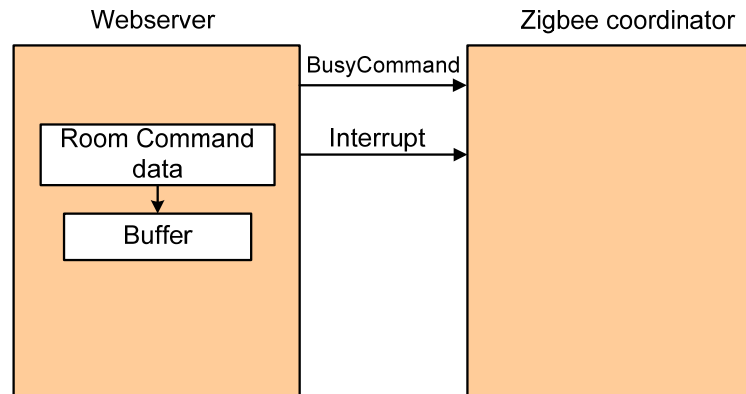 Webserver
Zigbee coordinator
BusyCommand
Interrupt
Room Command
data
Buffer